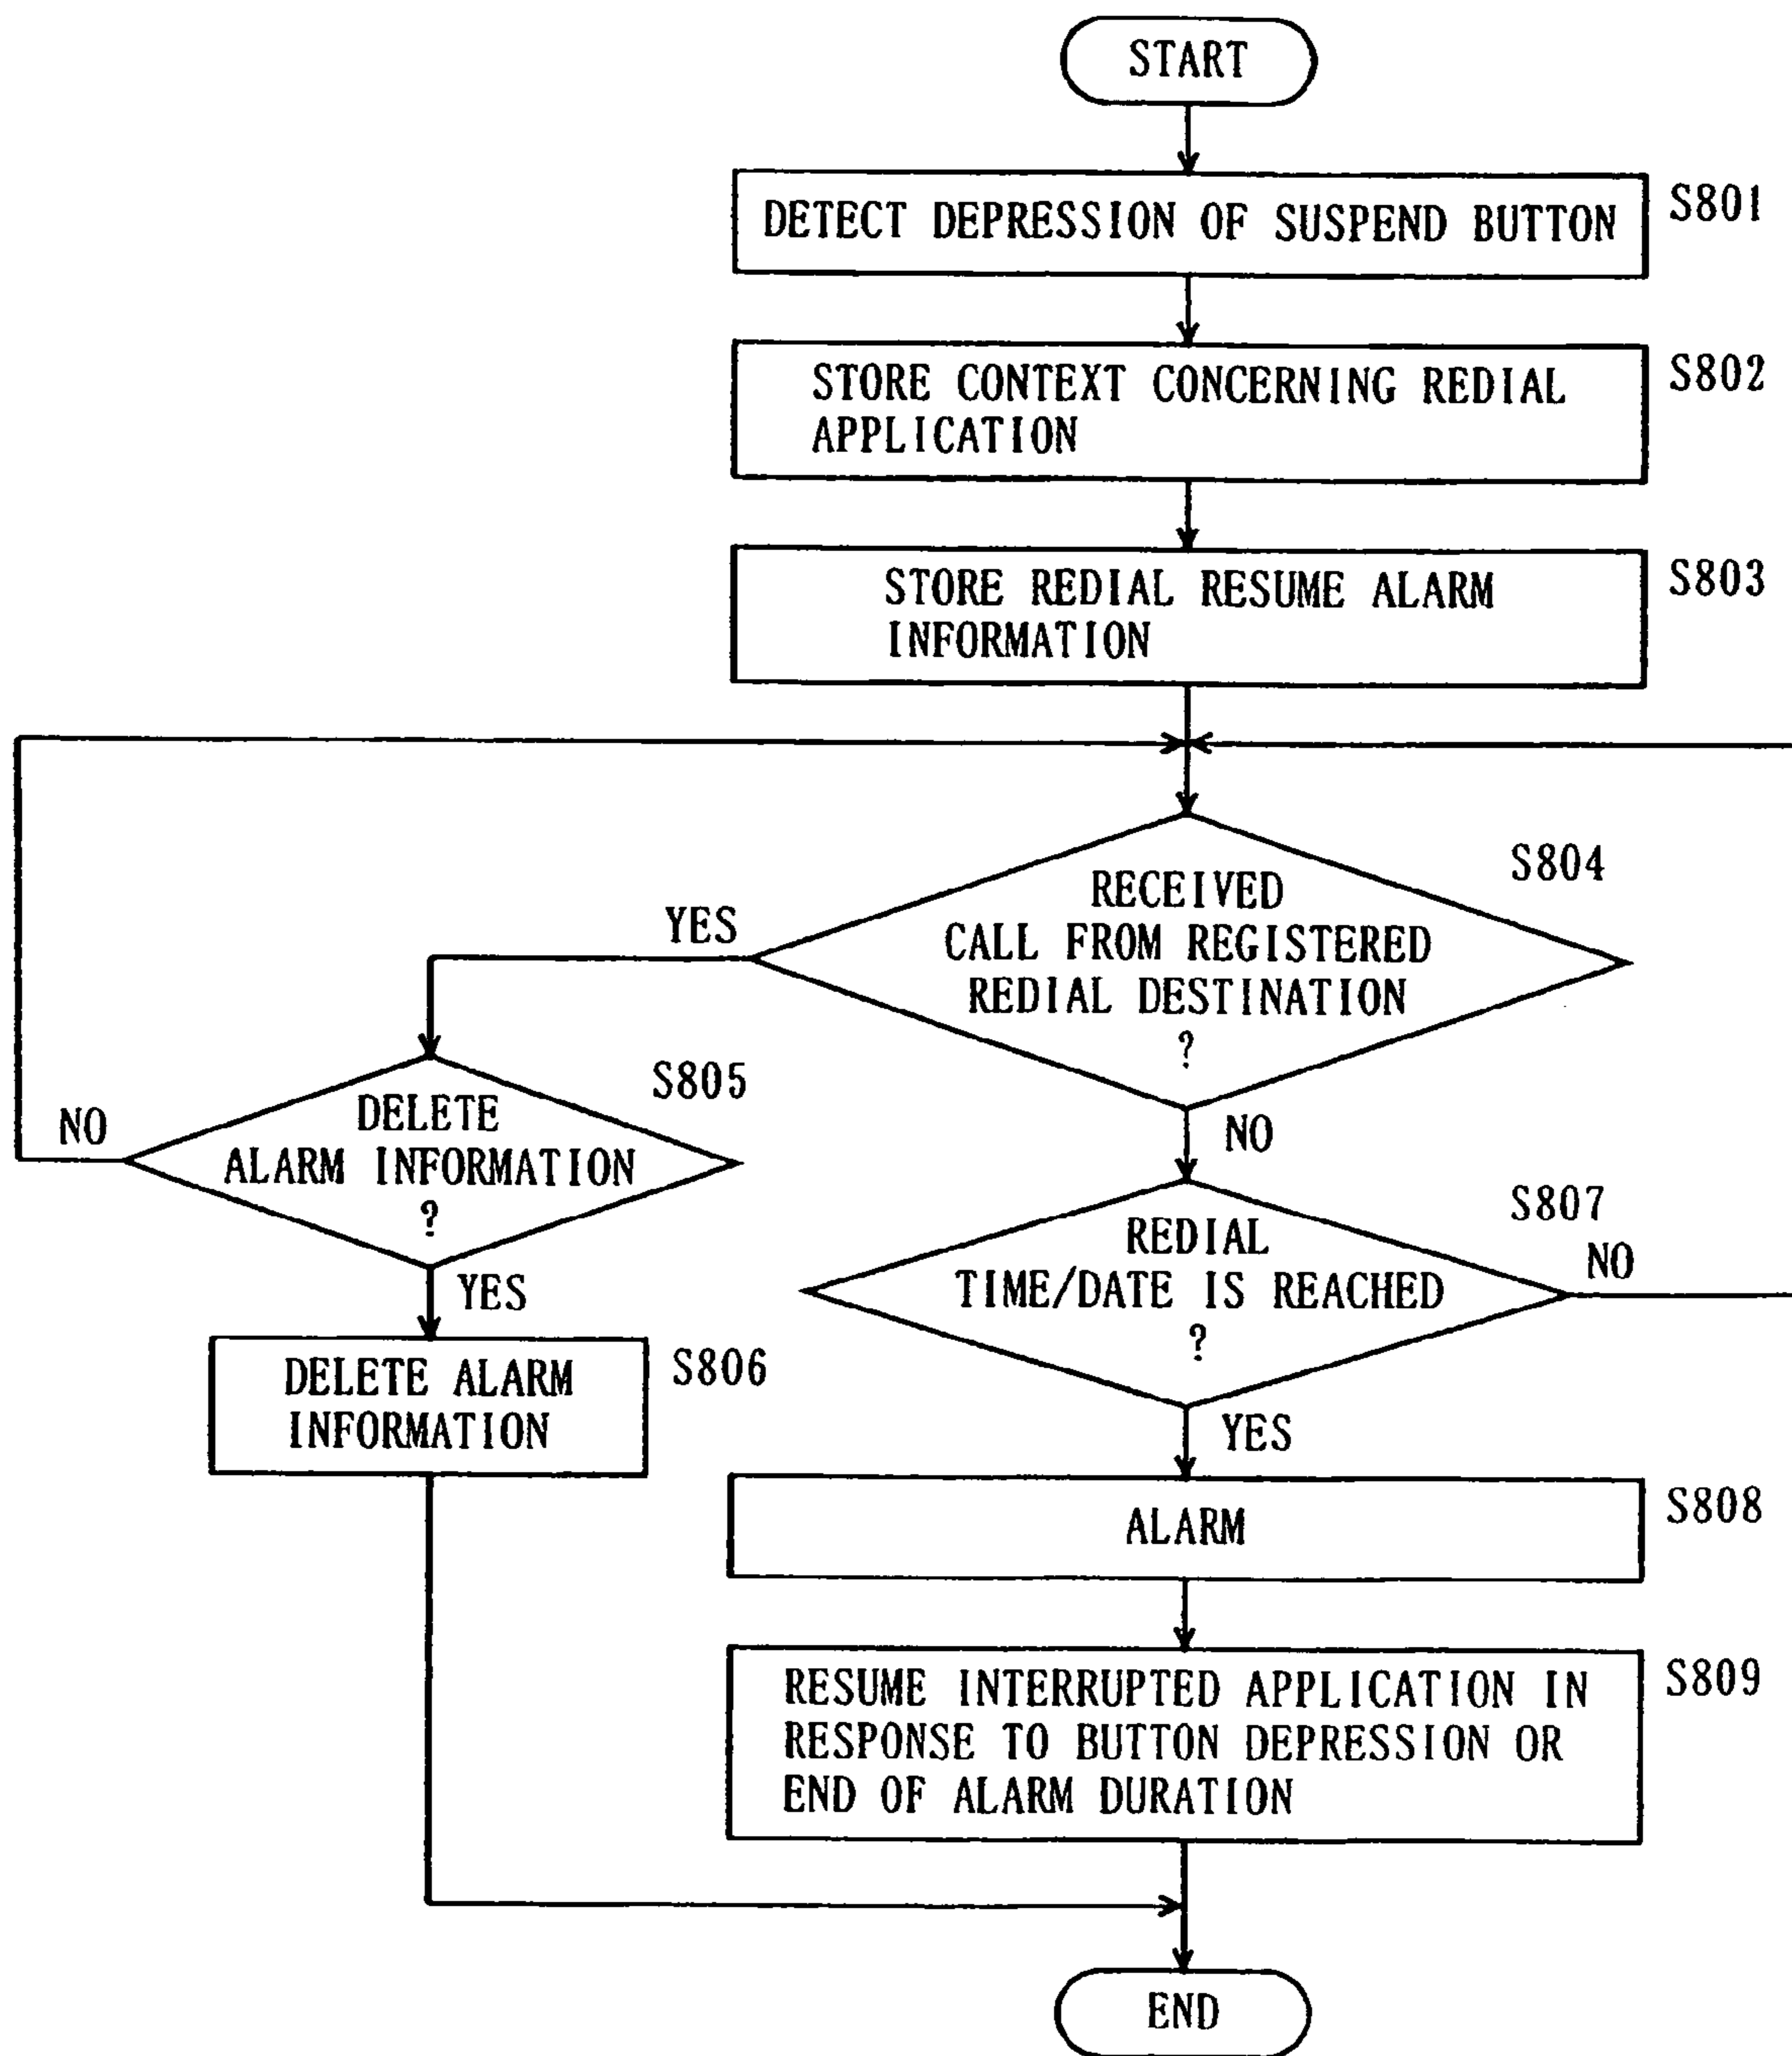 START
DETECT DEPRESSION OF SUSPEND BUTTON
S801
STORE CONTEXT CONCERNING REDIAL
APPLICATION
S802
STORE REDIAL RESUME ALARM
INFORMATION
S803
S804
RECEIVED
CALL FROM REGISTERED
REDIAL DESTINATION
?
YES
NO
S805
DELETE
ALARM INFORMATION
?
NO
YES
DELETE ALARM
INFORMATION
S806
S807
REDIAL
TIME/DATE IS REACHED
?
NO
YES
ALARM
S808
RESUME INTERRUPTED APPLICATION IN
RESPONSE TO BUTTON DEPRESSION OR
END OF ALARM DURATION
S809
END